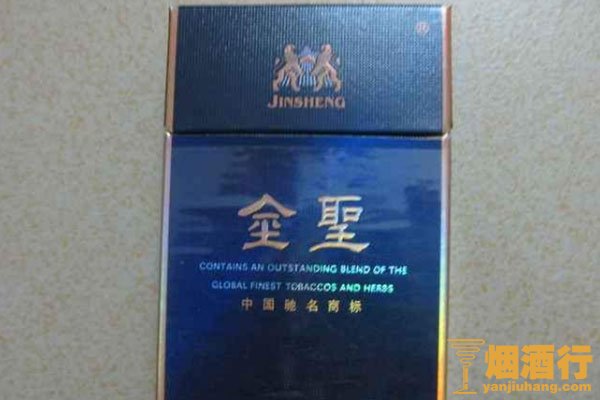 ®
JINSHENG
金聖
CONTAINS AN OUTSTANDING BLEND OF THE
GLOBAL FINEST TOBACCOS AND HERBS
中国驰名商标
烟酒行
yanjiuhang.com